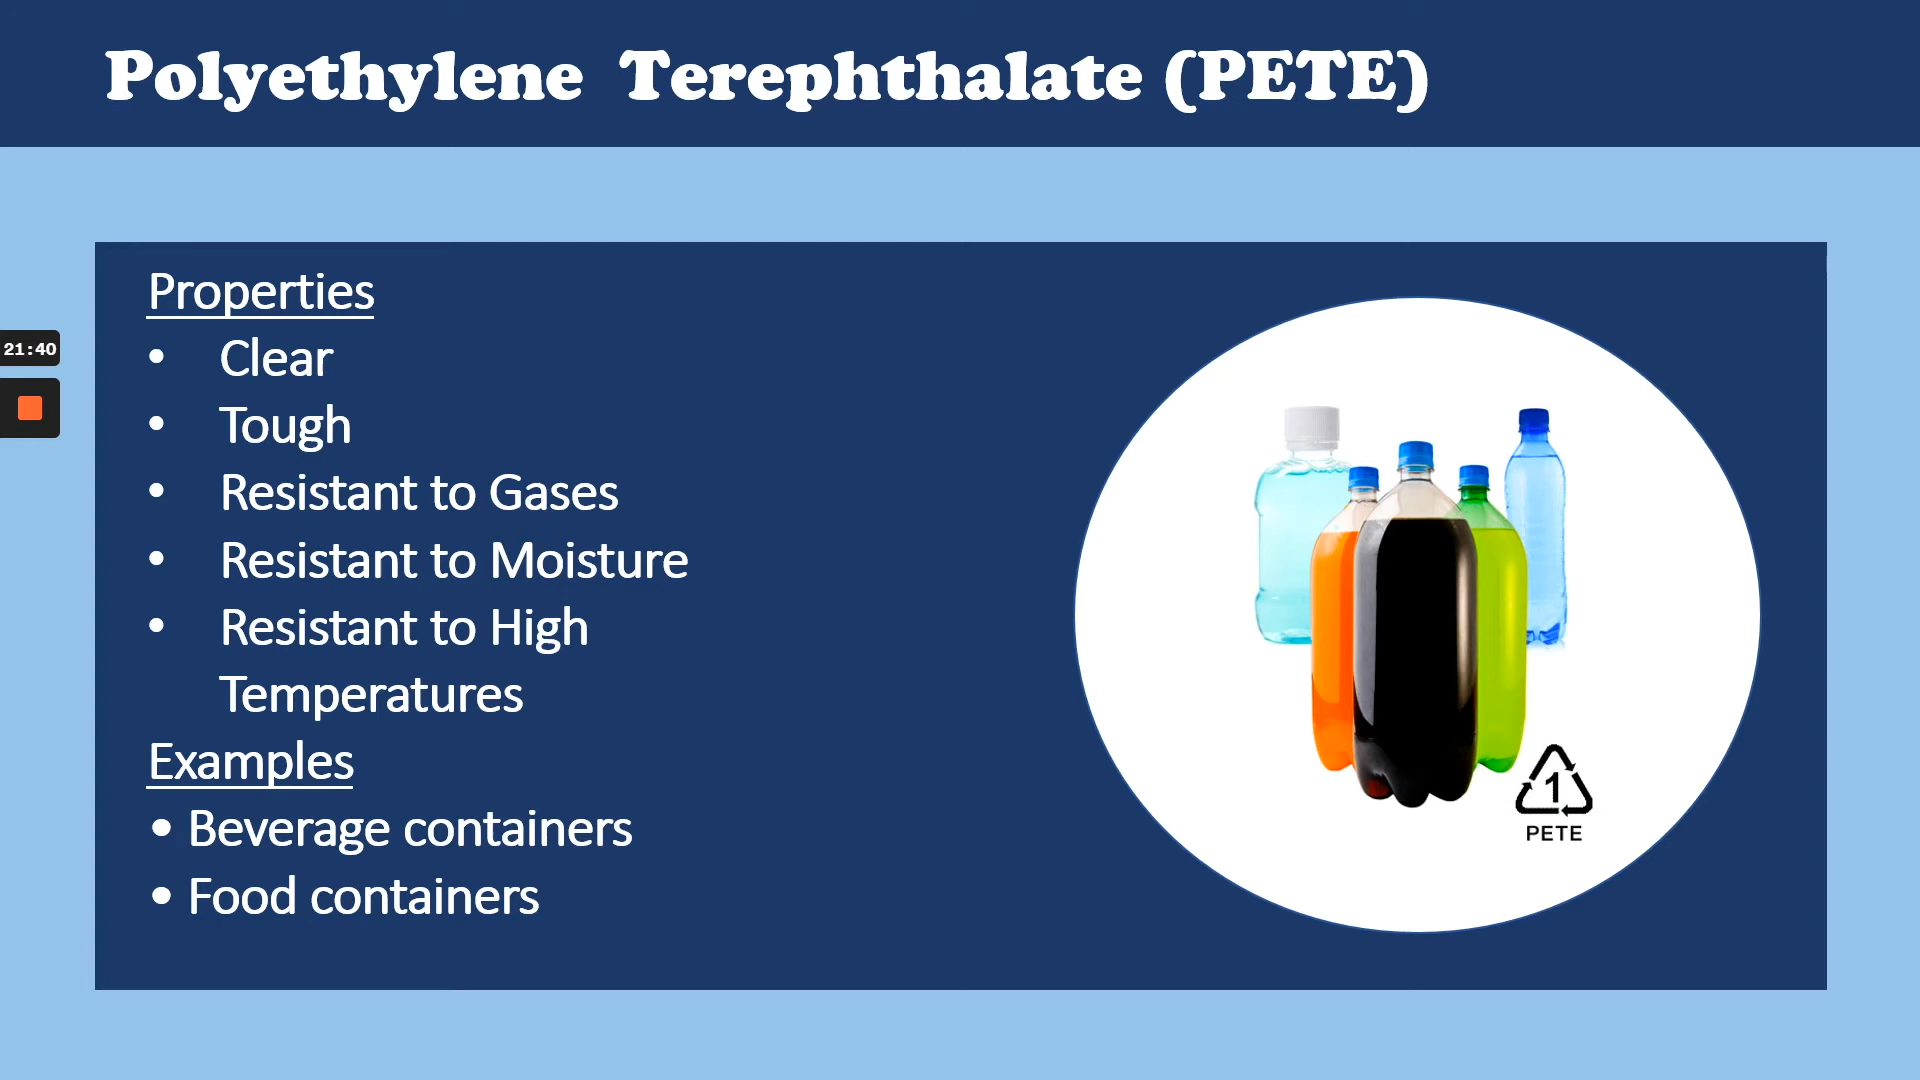 Polyethylene Terephthalate (PETE)
21:40
Properties
• Clear
• Tough
• Resistant to Gases
• Resistant to Moisture
• Resistant to High
Temperatures
Examples
• Beverage containers
• Food containers
1
PETE